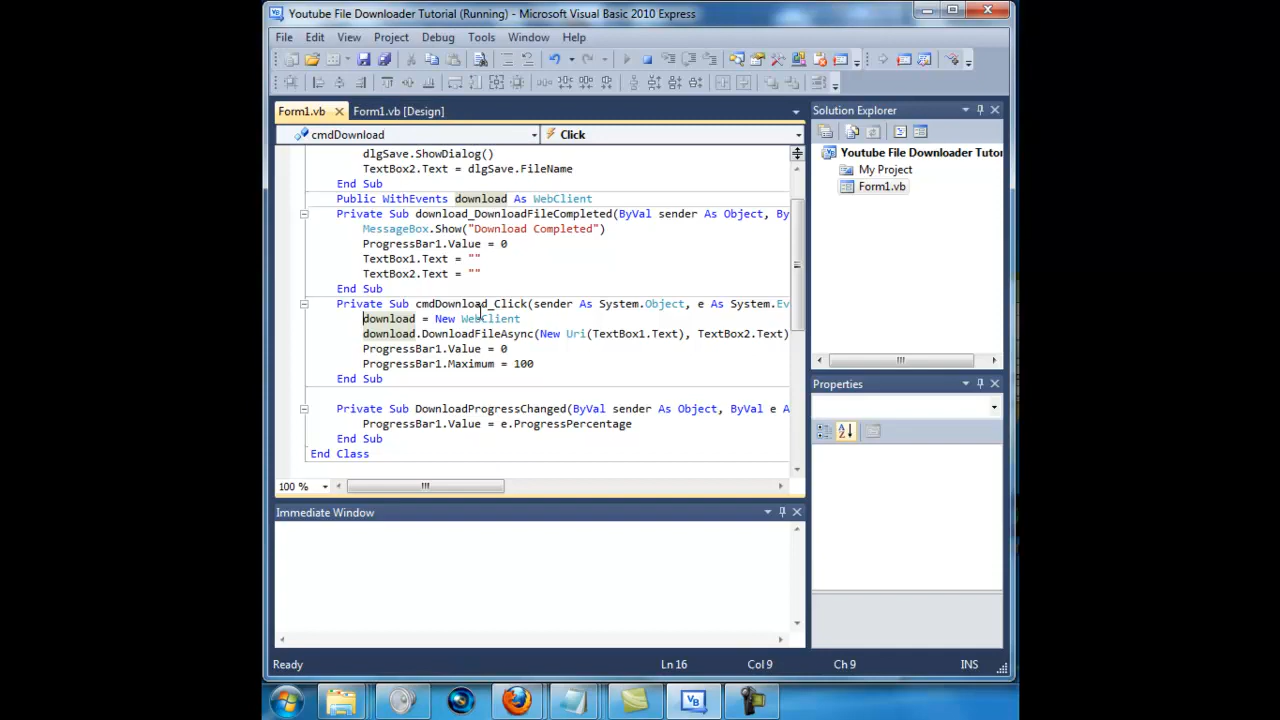 Youtube File Downloader Tutorial (Running) - Microsoft Visual Basic 2010 Express
File Edit View Project Debug Tools Window Help
Form1.vb Form1.vb [Design]
cmdDownload Click
dlgSave.ShowDialog()
TextBox2.Text = dlgSave.FileName
End Sub
Public WithEvents download As WebClient
Private Sub download_DownloadFileCompleted(ByVal sender As Object, By
MessageBox.Show("Download Completed")
ProgressBar1.Value = 0
TextBox1.Text = ""
TextBox2.Text = ""
End Sub
Private Sub cmdDownload_Click(sender As System.Object, e As System.Ev
download = New WebClient
download.DownloadFileAsync(New Uri(TextBox1.Text), TextBox2.Text)
ProgressBar1.Value = 0
ProgressBar1.Maximum = 100
End Sub
Private Sub DownloadProgressChanged(ByVal sender As Object, ByVal e A
ProgressBar1.Value = e.ProgressPercentage
End Sub
End Class
100 %
Solution Explorer
Youtube File Downloader Tutor
My Project
Form1.vb
Properties
Immediate Window
Ready Ln 16 Col 9 Ch 9 INS